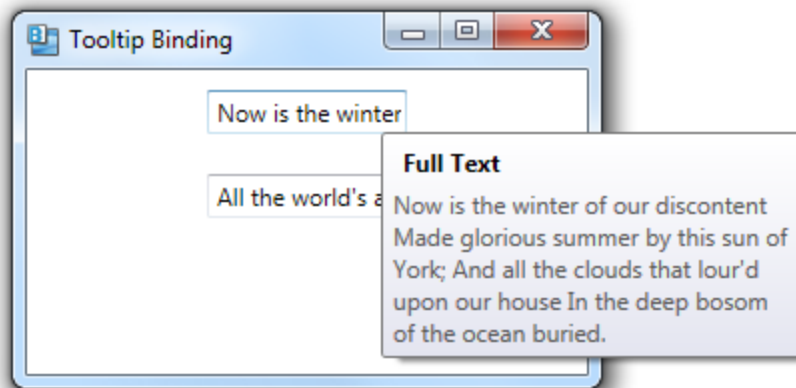 Tooltip Binding
Now is the winter
Full Text
All the world's a
Now is the winter of our discontent
Made glorious summer by this sun of
York; And all the clouds that lour'd
upon our house In the deep bosom
of the ocean buried.